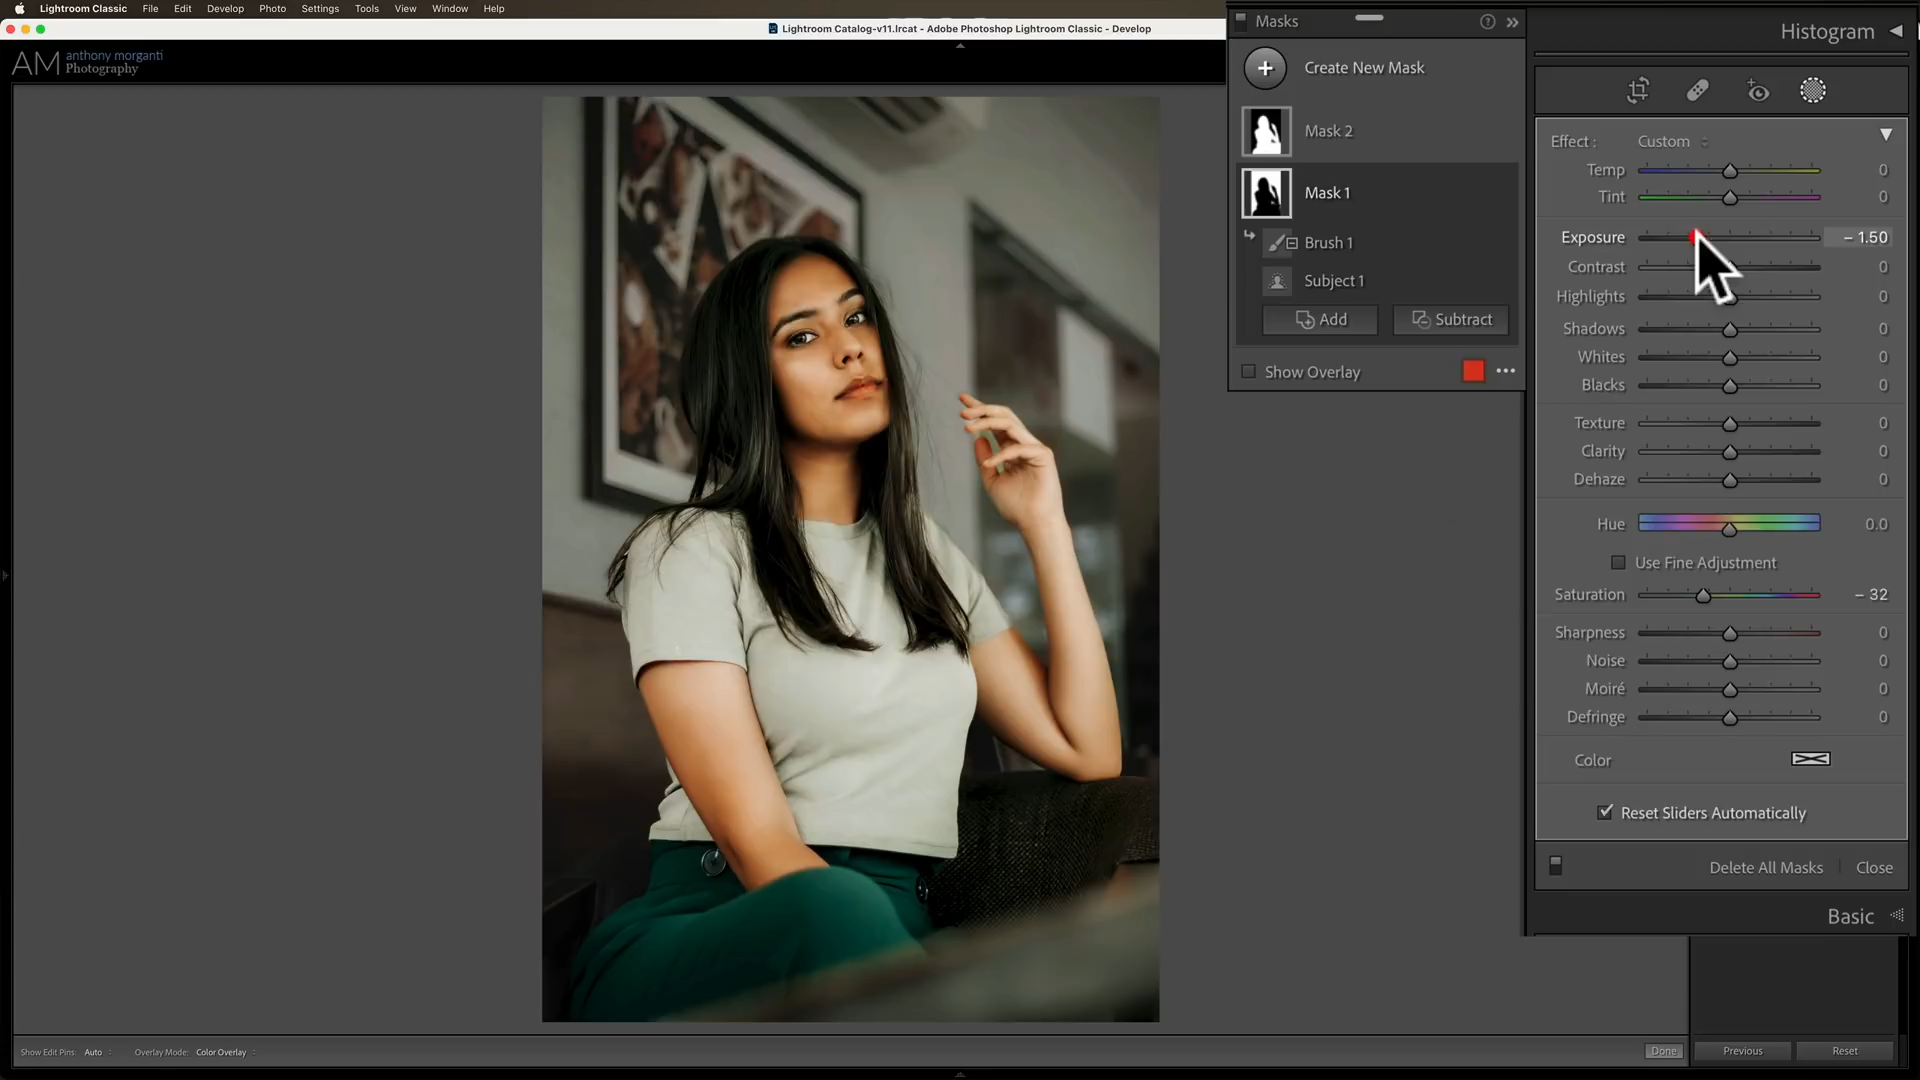 Lightroom Classic File Edit Develop Photo Settings Tools View Window Help
Lightroom Catalog-v11.lrcat - Adobe Photoshop Lightroom Classic - Develop
AM anthony morganti
Photography
Masks
Create New Mask
Mask 2
Mask 1
Brush 1
Subject 1
Add Subtract
Show Overlay
Histogram
Effect : Custom
Temp 0
Tint 0
Exposure – 1.50
Contrast 0
Highlights 0
Shadows 0
Whites 0
Blacks 0
Texture 0
Clarity 0
Dehaze 0
Hue 0.0
Use Fine Adjustment
Saturation – 32
Sharpness 0
Noise 0
Moiré 0
Defringe 0
Color
Reset Sliders Automatically
Delete All Masks Close
Basic
Show Edit Pins: Auto Overlay Mode: Color Overlay Done Previous Reset